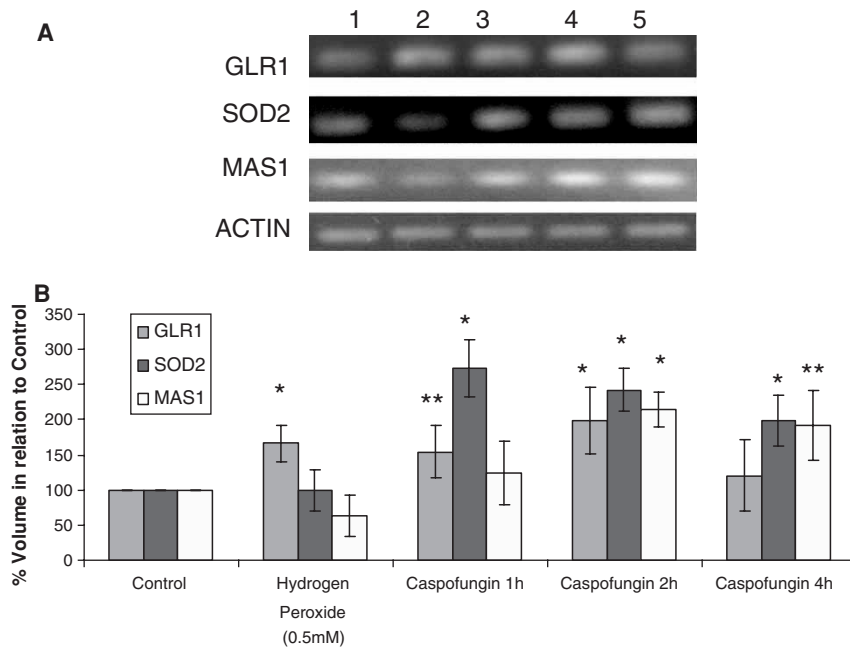 A
1 2 3 4 5
GLR1
SOD2
MAS1
ACTIN
B
% Volume in relation to Control
350
300
250
200
150
100
50
0
GLR1
SOD2
MAS1
*
**
*
*
*
*
*
**
Control
Hydrogen
Peroxide
(0.5mM)
Caspofungin 1h
Caspofungin 2h
Caspofungin 4h